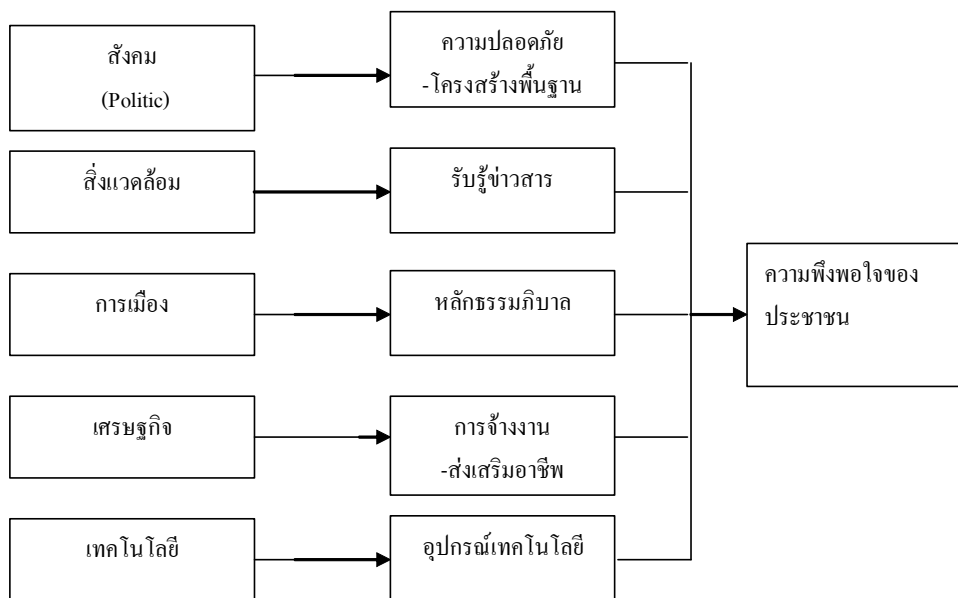 สังคม
(Politic)
ความปลอดภัย
-โครงสร้างพื้นฐาน
สิ่งแวดล้อม
รับรู้ข่าวสาร
การเมือง
หลักธรรมภิบาล
เศรษฐกิจ
การจ้างงาน
-ส่งเสริมอาชีพ
เทคโนโลยี
อุปกรณ์เทคโนโลยี
ความพึงพอใจของ
ประชาชน